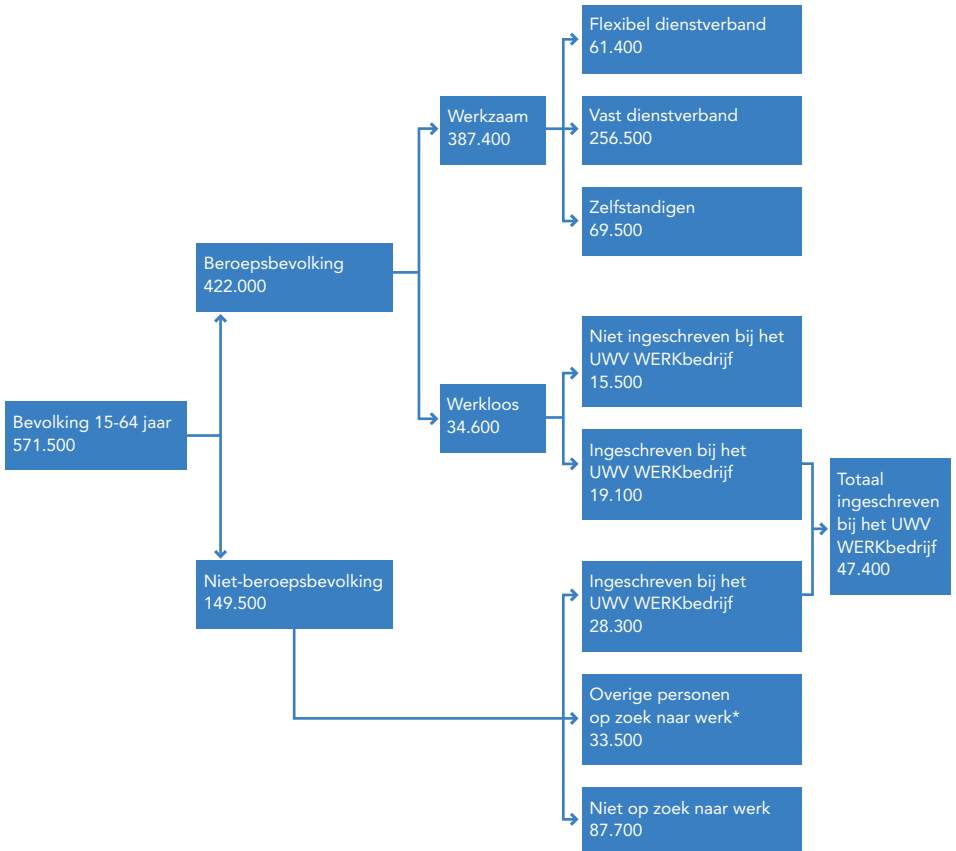 Flexibel dienstverband
61.400
Werkzaam
387.400
Vast dienstverband
256.500
Zelfstandigen
69.500
Beroepsbevolking
422.000
Niet ingeschreven bij het
UWV WERKbedrijf
15.500
Werkloos
34.600
Bevolking 15-64 jaar
571.500
Ingeschreven bij het
UWV WERKbedrijf
19.100
Totaal
ingeschreven
bij het UWV
WERKbedrijf
47.400
Niet-beroepsbevolking
149.500
Ingeschreven bij het
UWV WERKbedrijf
28.300
Overige personen
op zoek naar werk*
33.500
Niet op zoek naar werk
87.700